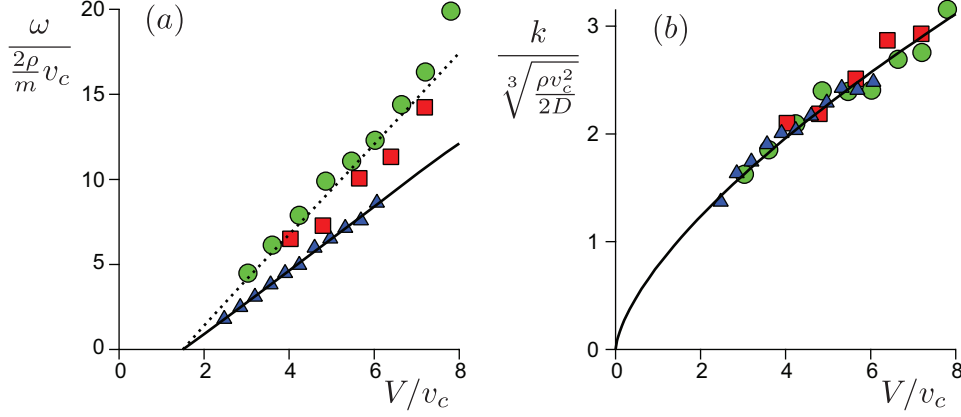 (a)
ω
2ρ/m v_c
20
15
10
5
0
0 2 4 6 8
V/v_c
(b)
k
∛(ρv_c²/2D)
3
2
1
0
0 2 4 6 8
V/v_c